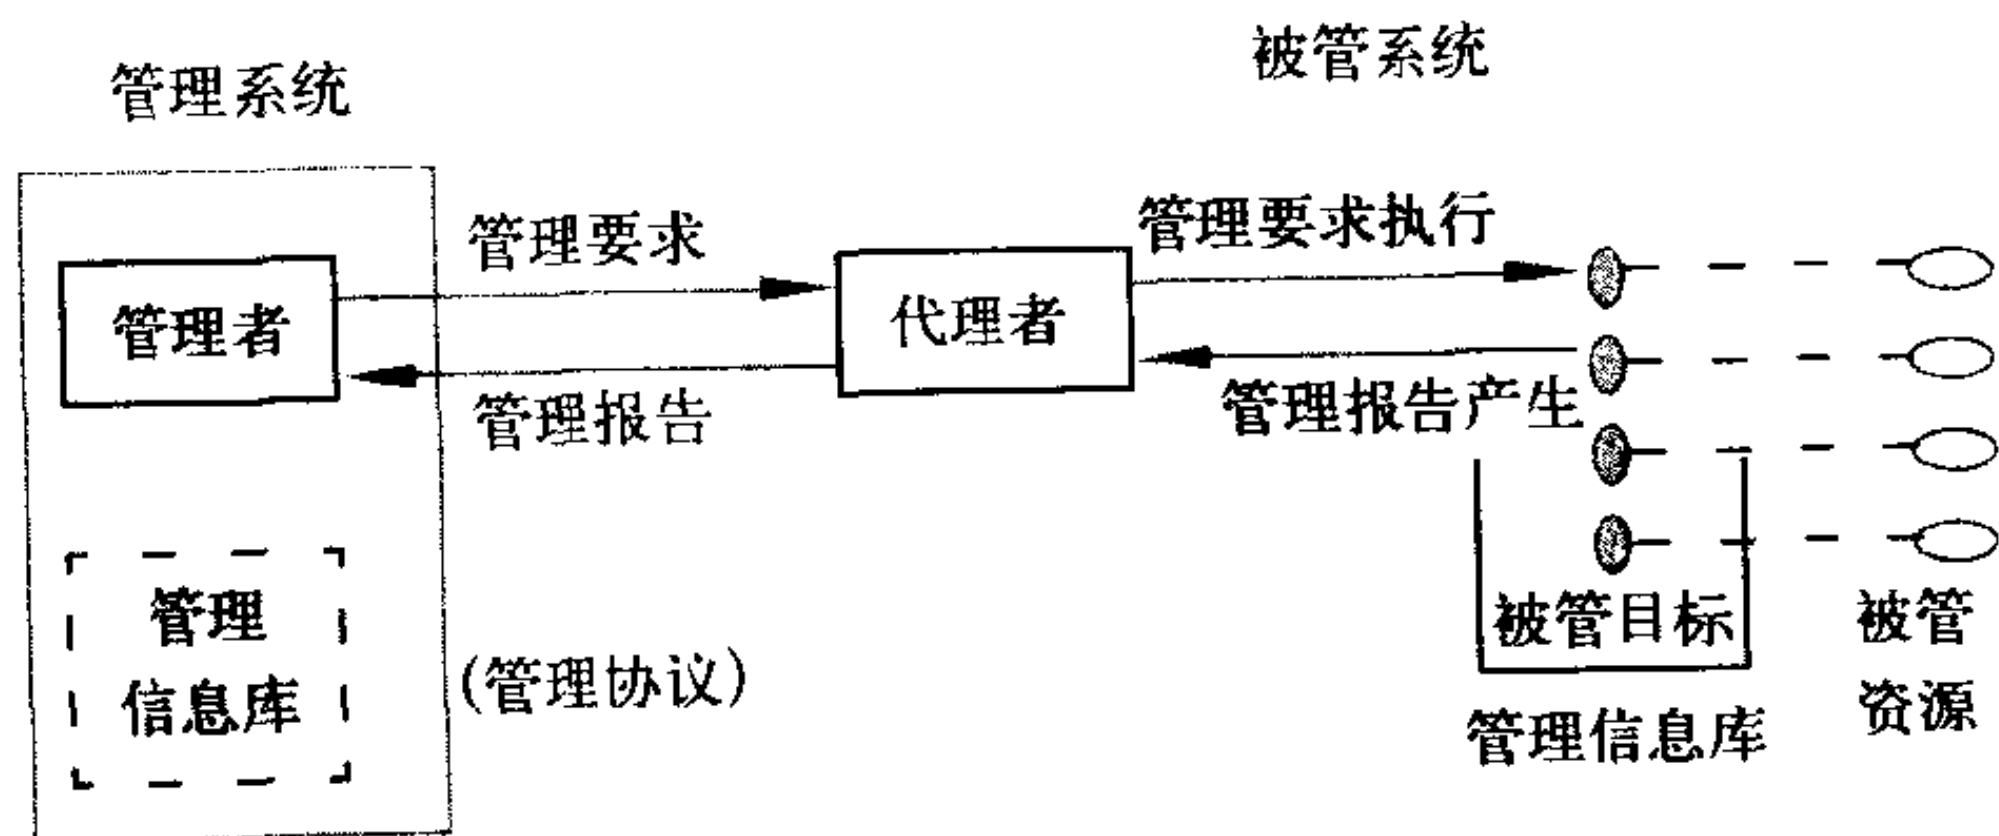 管理系统
被管系统
管理要求
管理要求执行
管理者
代理者
管理报告
管理报告产生
管理
信息库
(管理协议)
被管目标
管理信息库
被管
资源